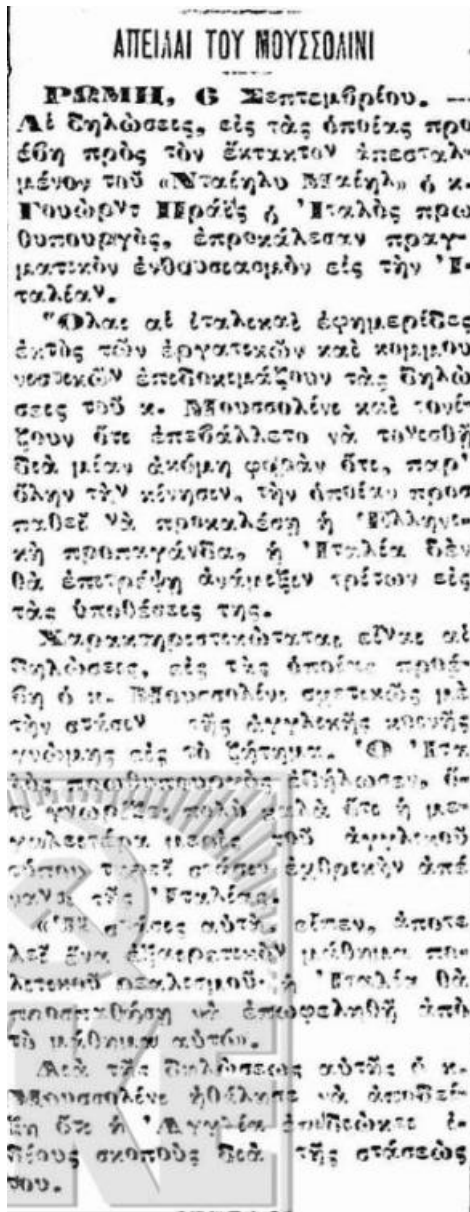 ΑΠΕΙΛΑΙ ΤΟΥ ΜΟΥΣΣΟΛΙΝΙ
ΡΩΜΗ, 6 Σεπτεμβρίου. —
Αἱ δηλώσεις, εἰς τὰς ὁποίας προ
έβη πρὸς τὸν ἔκτακτον ἀπεσταλ-
μένον τοῦ «Νταίηλυ Μαίηλ» ὁ κ.
Γουὼρντ Πράϊς ὁ Ἰταλὸς πρω
θυπουργὸς, ἐπροκάλεσαν πραγ-
ματικὸν ἐνθουσιασμὸν εἰς τὴν Ἰ-
ταλίαν.
Ὅλαι αἱ ἰταλικαὶ ἐφημερίδες
ἐκτὸς τῶν ἐργατικῶν καὶ κομμου
νιστικῶν ἐπιδοκιμάζουν τὰς δηλώ
σεις τοῦ κ. Μουσσολίνι καὶ τονί
ζουν ὅτι ἐπεβάλλετο νὰ τονισθῇ
διὰ μίαν ἀκόμη φορὰν ὅτι, παρ'
ὅλην τὴν κίνησιν, τὴν ὁποίαν προσ
παθεῖ νὰ προκαλέσῃ ἡ Ἑλληνι
κὴ προπαγάνδα, ἡ Ἰταλία δὲν
θὰ ἐπιτρέψῃ ἀνάμιξιν τρίτων εἰς
τὰς ὑποθέσεις της.
Χαρακτηριστικώταται εἶναι αἱ
δηλώσεις, εἰς τὰς ὁποίας προέ
βη ὁ κ. Μουσσολίνι σχετικῶς μὲ
τὴν στάσιν τῆς ἀγγλικῆς κοινῆς
γνώμης εἰς τὸ ζήτημα. Ὁ Ἰτα
λὸς πρωθυπουργὸς ἐδήλωσεν, ὅ
τι γνωρίζει πολὺ καλὰ ὅτι ἡ με
γαλειτέρα μερὶς τοῦ ἀγγλικοῦ
τύπου τηρεῖ στάσιν ἐχθρικὴν ἀπέ
ναντι τῆς Ἰταλίας.
«Ἡ στάσις αὐτὴ, εἶπεν, ἀποτε
λεῖ ἕνα ἐξαιρετικὸν μάθημα πο-
λιτικοῦ ρεαλισμοῦ· ἡ Ἰταλία θὰ
προσπαθήσῃ νὰ ἐπωφεληθῇ ἀπὸ
τὸ μάθημα αὐτό».
Διὰ τῆς δηλώσεως αὐτῆς ὁ κ.
Μουσσολίνι ἠθέλησε νὰ ἀποδεί
ξῃ ὅτι ἡ Ἀγγλία ἐπιδιώκει ἰ-
δίους σκοποὺς διὰ τῆς στάσεώς
του.
ΚΕ